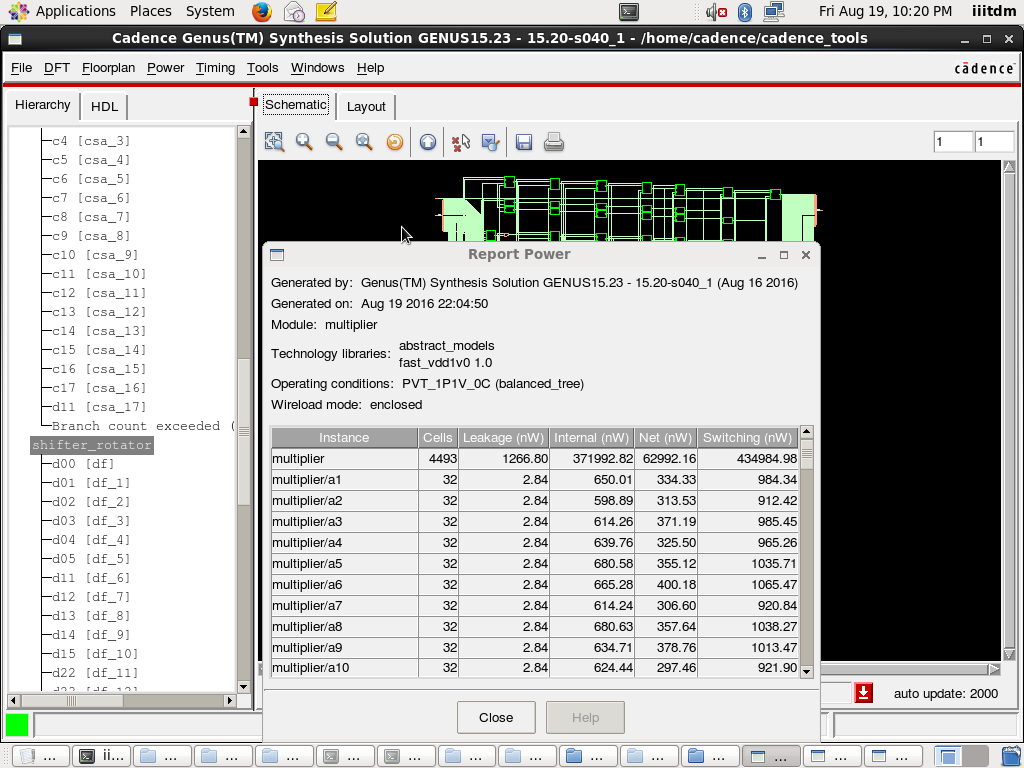 Applications Places System Fri Aug 19, 10:20 PM iiitdm
Cadence Genus(TM) Synthesis Solution GENUS15.23 - 15.20-s040_1 - /home/cadence/cadence_tools
File DFT Floorplan Power Timing Tools Windows Help cādence
Hierarchy HDL Schematic Layout
1 1
c4 [csa_3]
c5 [csa_4]
c6 [csa_5]
c7 [csa_6]
c8 [csa_7]
c9 [csa_8]
c10 [csa_9]
c11 [csa_10]
c12 [csa_11]
c13 [csa_12]
c14 [csa_13]
c15 [csa_14]
c16 [csa_15]
c17 [csa_16]
d11 [csa_17]
Branch count exceeded (
shifter_rotator
d00 [df]
d01 [df_1]
d02 [df_2]
d03 [df_3]
d04 [df_4]
d05 [df_5]
d11 [df_6]
d12 [df_7]
d13 [df_8]
d14 [df_9]
d15 [df_10]
d22 [df_11]
Report Power
Generated by: Genus(TM) Synthesis Solution GENUS15.23 - 15.20-s040_1 (Aug 16 2016)
Generated on: Aug 19 2016 22:04:50
Module: multiplier
Technology libraries: abstract_models
fast_vdd1v0 1.0
Operating conditions: PVT_1P1V_0C (balanced_tree)
Wireload mode: enclosed
Instance Cells Leakage (nW) Internal (nW) Net (nW) Switching (nW)
multiplier 4493 1266.80 371992.82 62992.16 434984.98
multiplier/a1 32 2.84 650.01 334.33 984.34
multiplier/a2 32 2.84 598.89 313.53 912.42
multiplier/a3 32 2.84 614.26 371.19 985.45
multiplier/a4 32 2.84 639.76 325.50 965.26
multiplier/a5 32 2.84 680.58 355.12 1035.71
multiplier/a6 32 2.84 665.28 400.18 1065.47
multiplier/a7 32 2.84 614.24 306.60 920.84
multiplier/a8 32 2.84 680.63 357.64 1038.27
multiplier/a9 32 2.84 634.71 378.76 1013.47
multiplier/a10 32 2.84 624.44 297.46 921.90
Close Help
auto update: 2000
... ii... ... ... ... ... ... ... ... ... ... ... ... ... ...